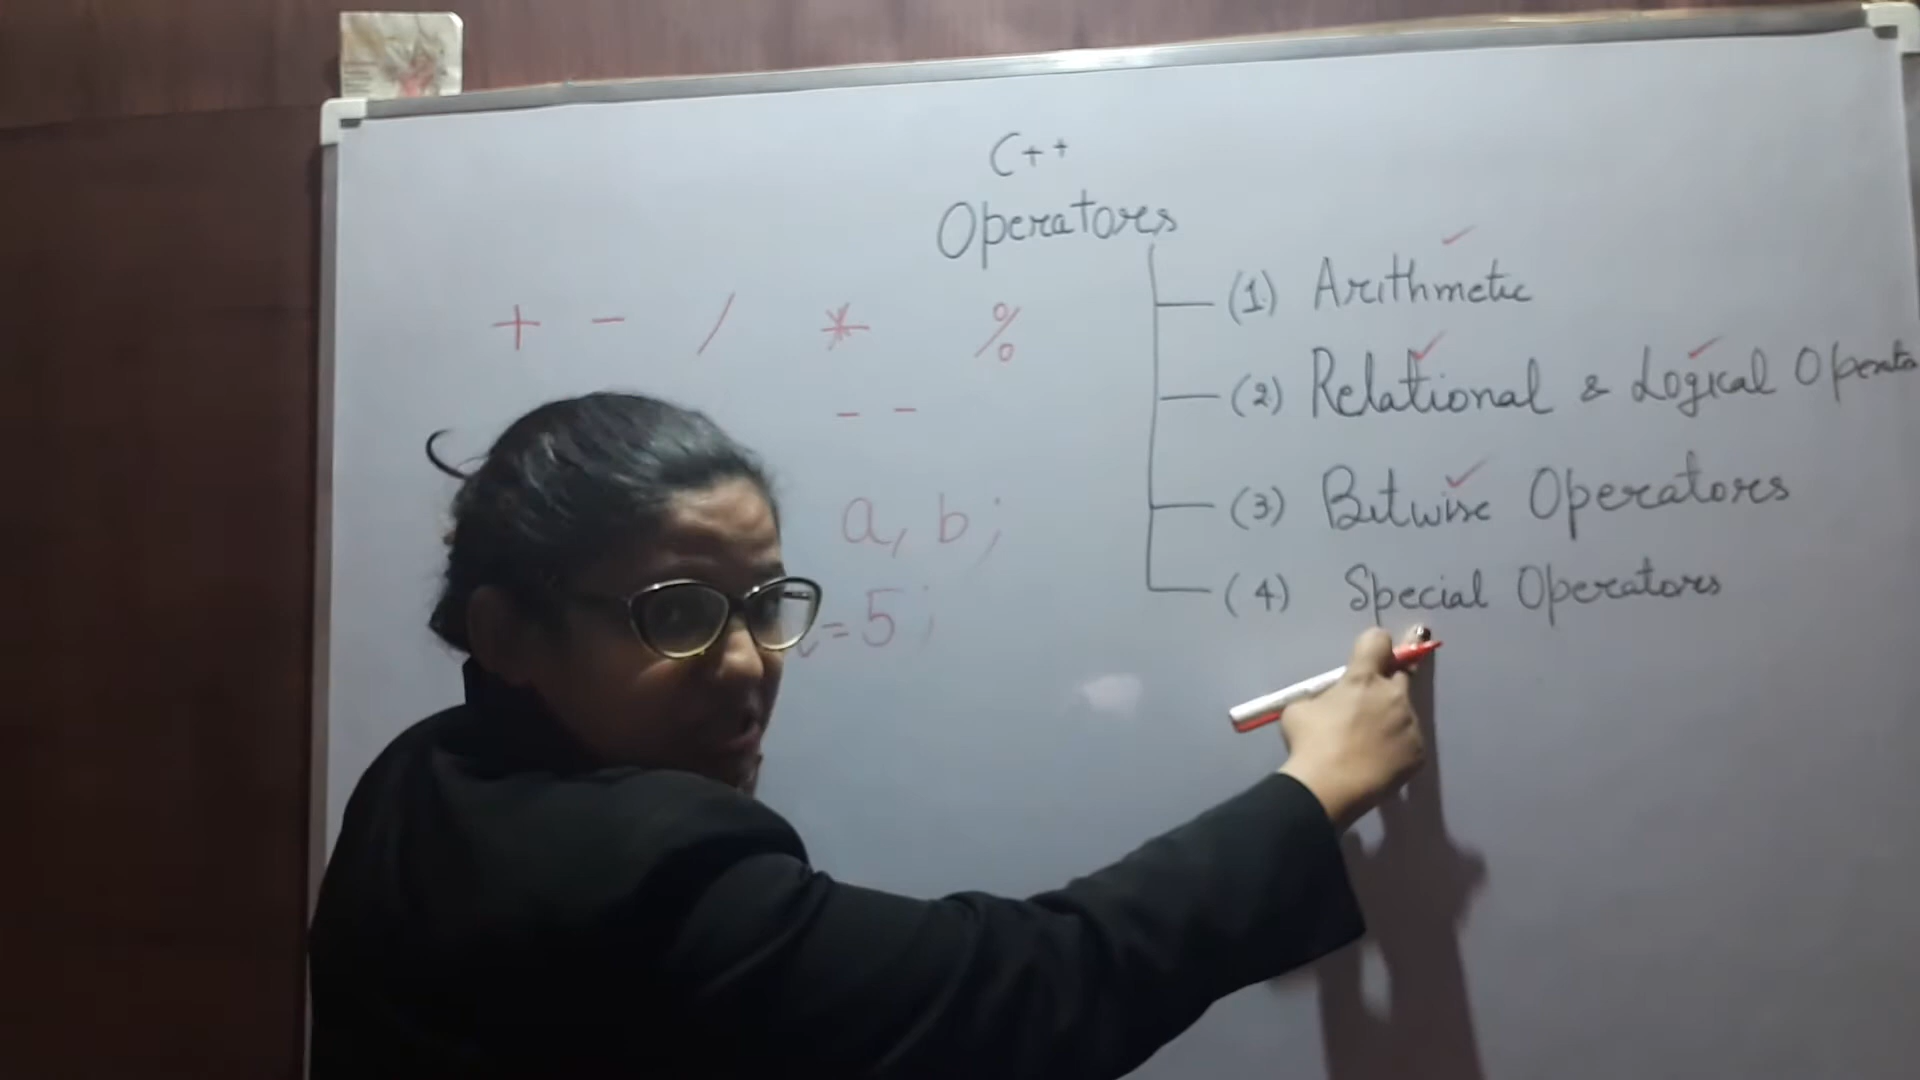 C++
Operators
(1) Arithmetic
(2) Relational & Logical Operato
(3) Bitwise Operators
(4) Special Operators
+ - / * %
- -
a, b;
=5;